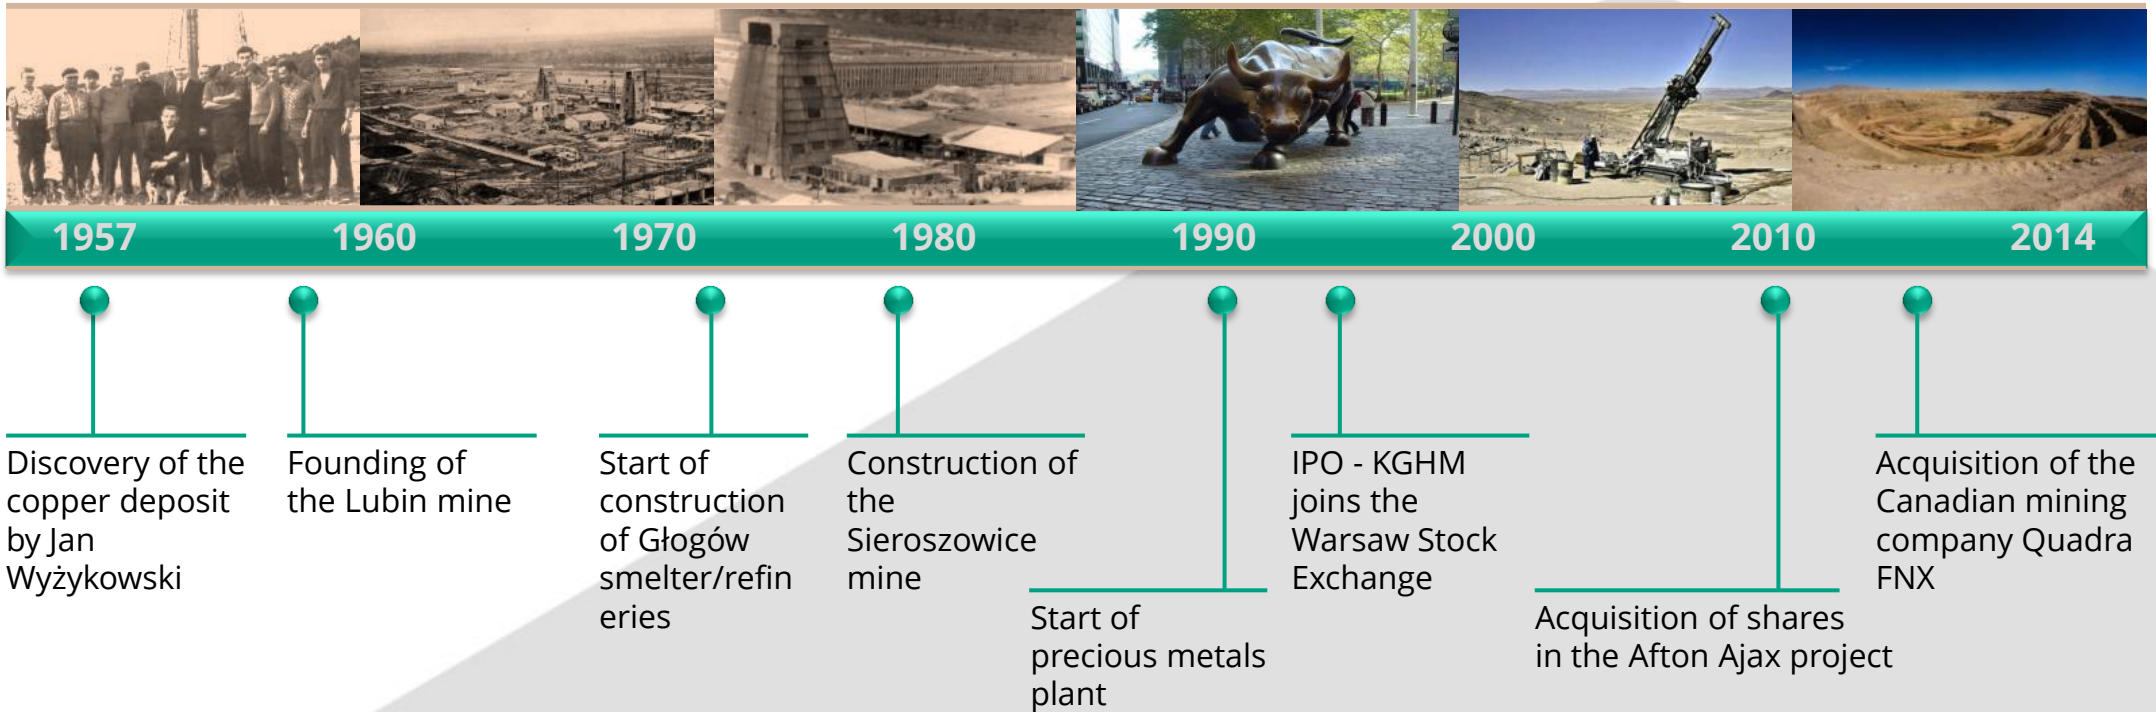 1957 1960 1970 1980 1990 2000 2010 2014
Discovery of the
copper deposit
by Jan
Wyżykowski
Founding of
the Lubin mine
Start of
construction
of Głogów
smelter/refin
eries
Construction of
the
Sieroszowice
mine
Start of
precious metals
plant
IPO - KGHM
joins the
Warsaw Stock
Exchange
Acquisition of shares
in the Afton Ajax project
Acquisition of the
Canadian mining
company Quadra
FNX